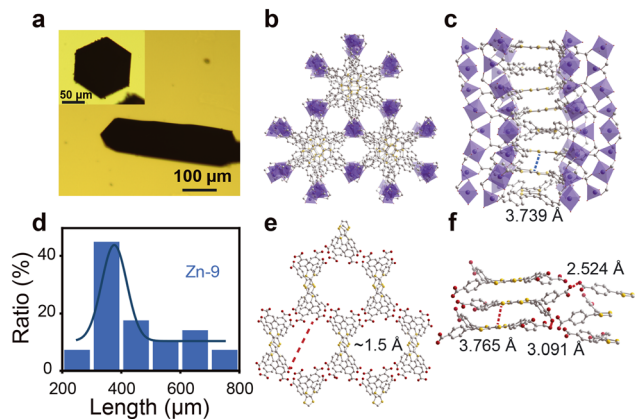 a
50 µm
100 µm
b
c
3.739 Å
d
Ratio (%)
40
20
0
Zn-9
200
400
600
800
Length (µm)
e
~1.5 Å
f
2.524 Å
3.765 Å
3.091 Å